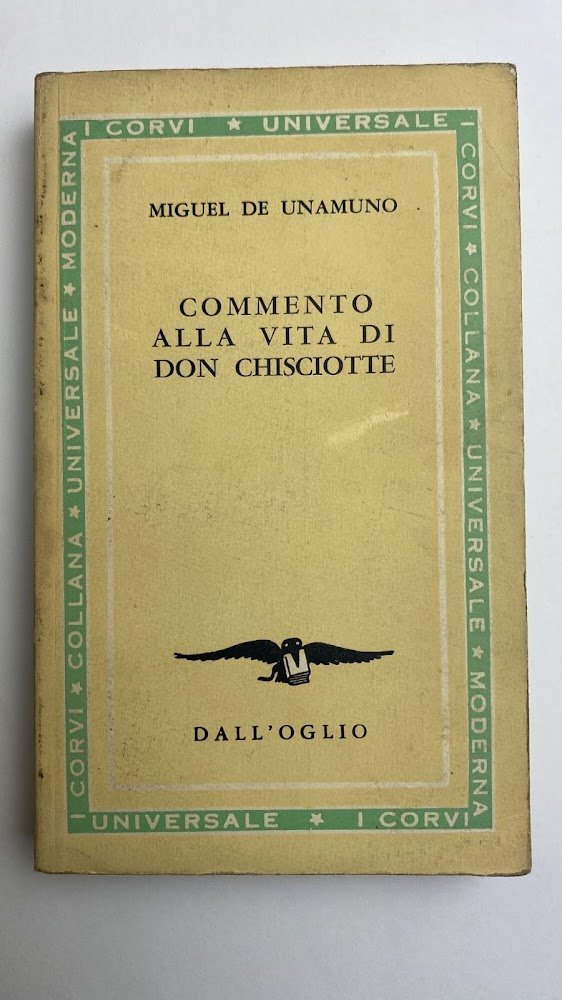 I CORVI ★ UNIVERSALE
I CORVI ★ COLLANA ★ UNIVERSALE ★ MODERNA
I CORVI ★ COLLANA ★ UNIVERSALE ★ MODERNA
MIGUEL DE UNAMUNO
COMMENTO
ALLA VITA DI
DON CHISCIOTTE
DALL'OGLIO
UNIVERSALE ★ I CORVI